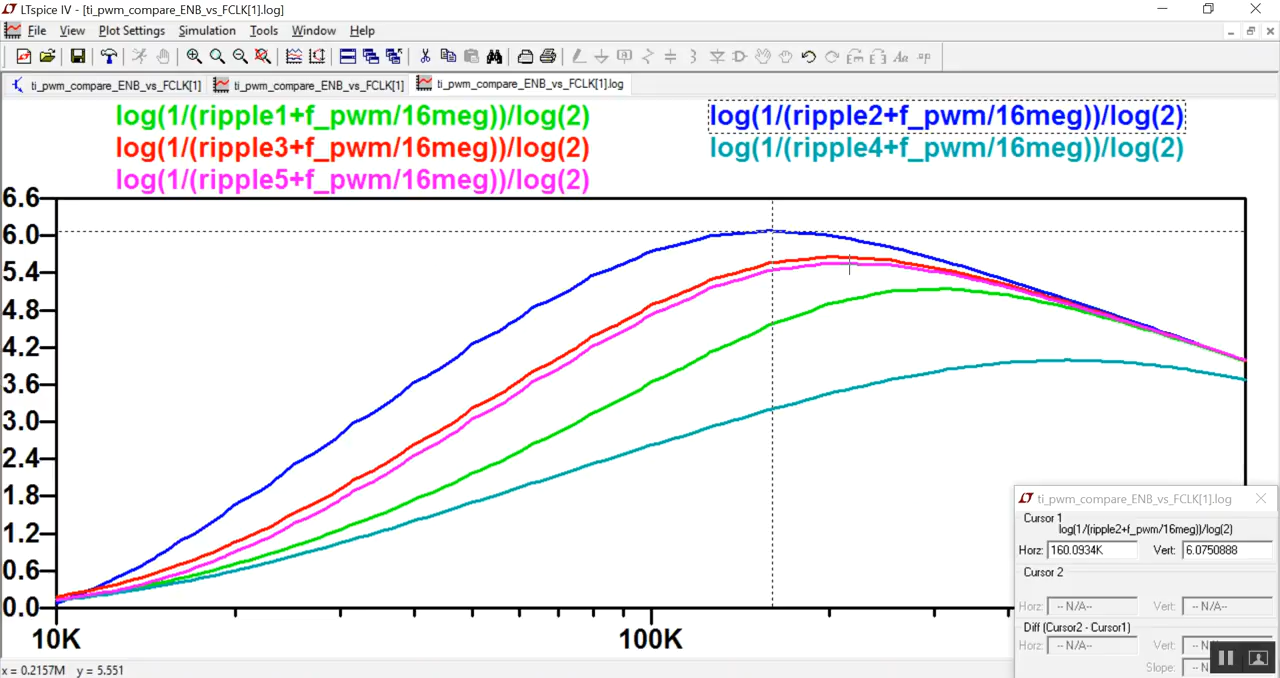 LTspice IV - [ti_pwm_compare_ENB_vs_FCLK[1].log]
File View Plot Settings Simulation Tools Window Help
ti_pwm_compare_ENB_vs_FCLK[1] ti_pwm_compare_ENB_vs_FCLK[1] ti_pwm_compare_ENB_vs_FCLK[1].log
log(1/(ripple1+f_pwm/16meg))/log(2) log(1/(ripple2+f_pwm/16meg))/log(2)
log(1/(ripple3+f_pwm/16meg))/log(2) log(1/(ripple4+f_pwm/16meg))/log(2)
log(1/(ripple5+f_pwm/16meg))/log(2)
6.6
6.0
5.4
4.8
4.2
3.6
3.0
2.4
1.8
1.2
0.6
0.0
10K 100K
ti_pwm_compare_ENB_vs_FCLK[1].log
Cursor 1
log(1/(ripple2+f_pwm/16meg))/log(2)
Horz: 160.0934K Vert: 6.0750888
Cursor 2
Horz: -- N/A-- Vert: -- N/A--
Diff (Cursor2 - Cursor1)
Horz: -- N/A-- Vert: -- N/
Slope: -- N
x = 0.2157M y = 5.551